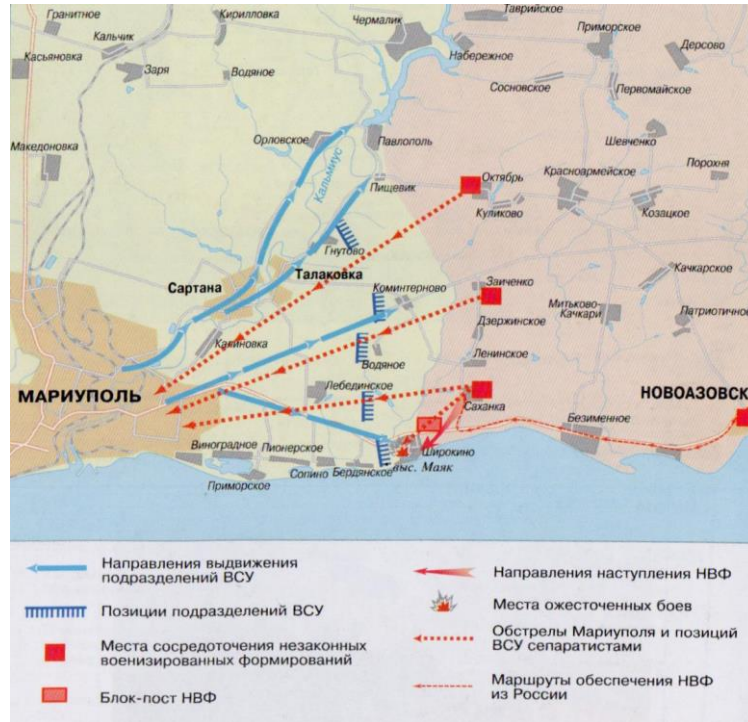 Гранитное
Кирилловка
Чермалик
Таврийское
Приморское
Кальчик
Набережное
Дерсово
Касьяновка
Заря
Водяное
Сосновское
Первомайское
Македоновка
Орловское
Павлополь
Шевченко
Порохня
Кальмиус
Пищевик
Октябрь
Красноармейское
Куликово
Козацкое
Гнутово
Сартана
Талаковка
Качкарское
Коминтерново
Заиченко
Калиновка
Дзержинское
Митьково-
Качкари
Патриотичное
Водяное
Ленинское
МАРИУПОЛЬ
Лебединское
НОВОАЗОВСК
Саханка
Безименное
Виноградное
Пионерское
Широкино
выс. Маяк
Сопино
Бердянское
Приморское
Направления выдвижения
подразделений ВСУ
Позиции подразделений ВСУ
Места сосредоточения незаконных
военизированных формирований
Блок-пост НВФ
Направления наступления НВФ
Места ожесточенных боев
Обстрелы Мариуполя и позиций
ВСУ сепаратистами
Маршруты обеспечения НВФ
из России